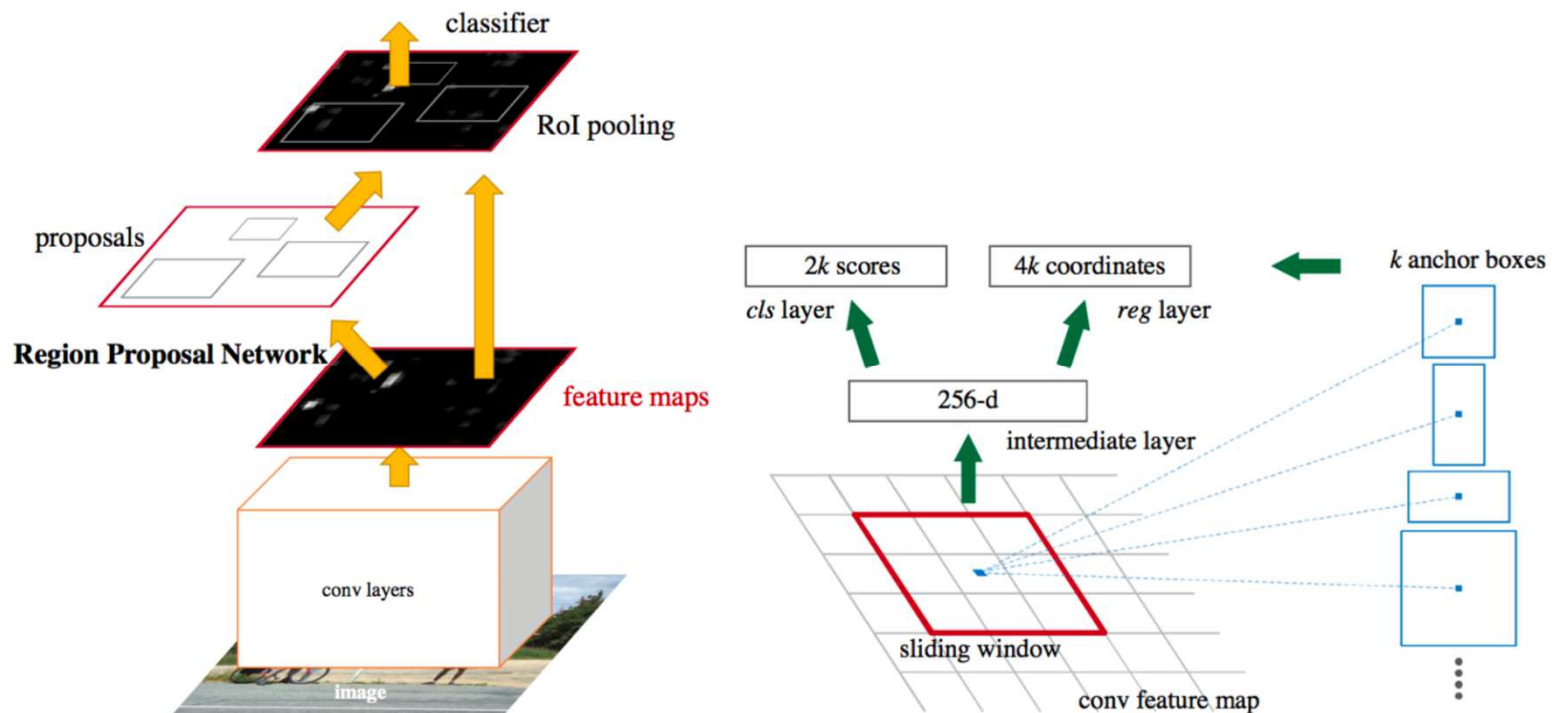 classifier
RoI pooling
proposals
Region Proposal Network
feature maps
conv layers
image
2k scores
4k coordinates
k anchor boxes
cls layer
reg layer
256-d
intermediate layer
sliding window
conv feature map